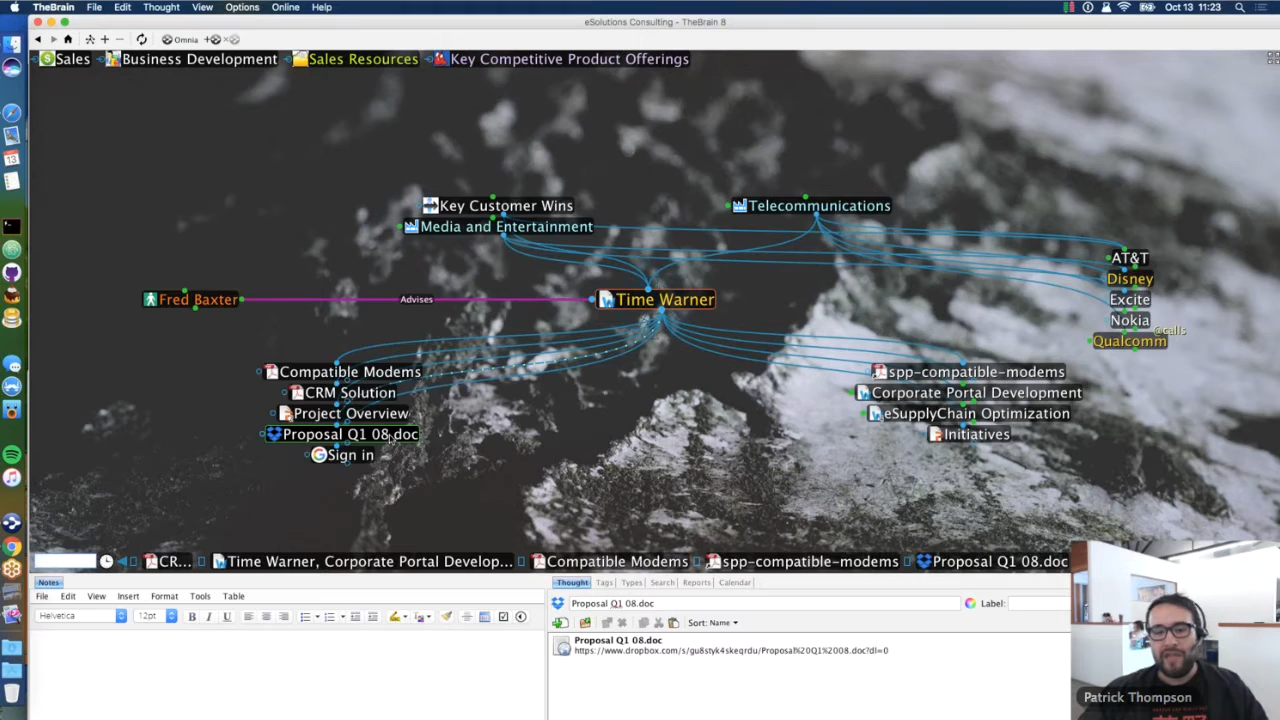 TheBrain File Edit Thought View Options Online Help Oct 13 11:23
eSolutions Consulting - TheBrain 8
Omnia
Sales Business Development Sales Resources Key Competitive Product Offerings
Key Customer Wins Telecommunications
Media and Entertainment
AT&T
Disney
Fred Baxter Advises Time Warner Excite
Nokia
@calls
Qualcomm
Compatible Modems spp-compatible-modems
CRM Solution Corporate Portal Development
Project Overview eSupplyChain Optimization
Proposal Q1 08.doc Initiatives
Sign in
CR... Time Warner, Corporate Portal Develop... Compatible Modems spp-compatible-modems Proposal Q1 08.doc
Notes Thought Tags Types Search Reports Calendar
File Edit View Insert Format Tools Table
Proposal Q1 08.doc Label:
Helvetica 12pt B I U
Sort: Name
Proposal Q1 08.doc
https://www.dropbox.com/s/gu8styk4skeqrdu/Proposal%20Q1%2008.doc?dl=0
Patrick Thompson